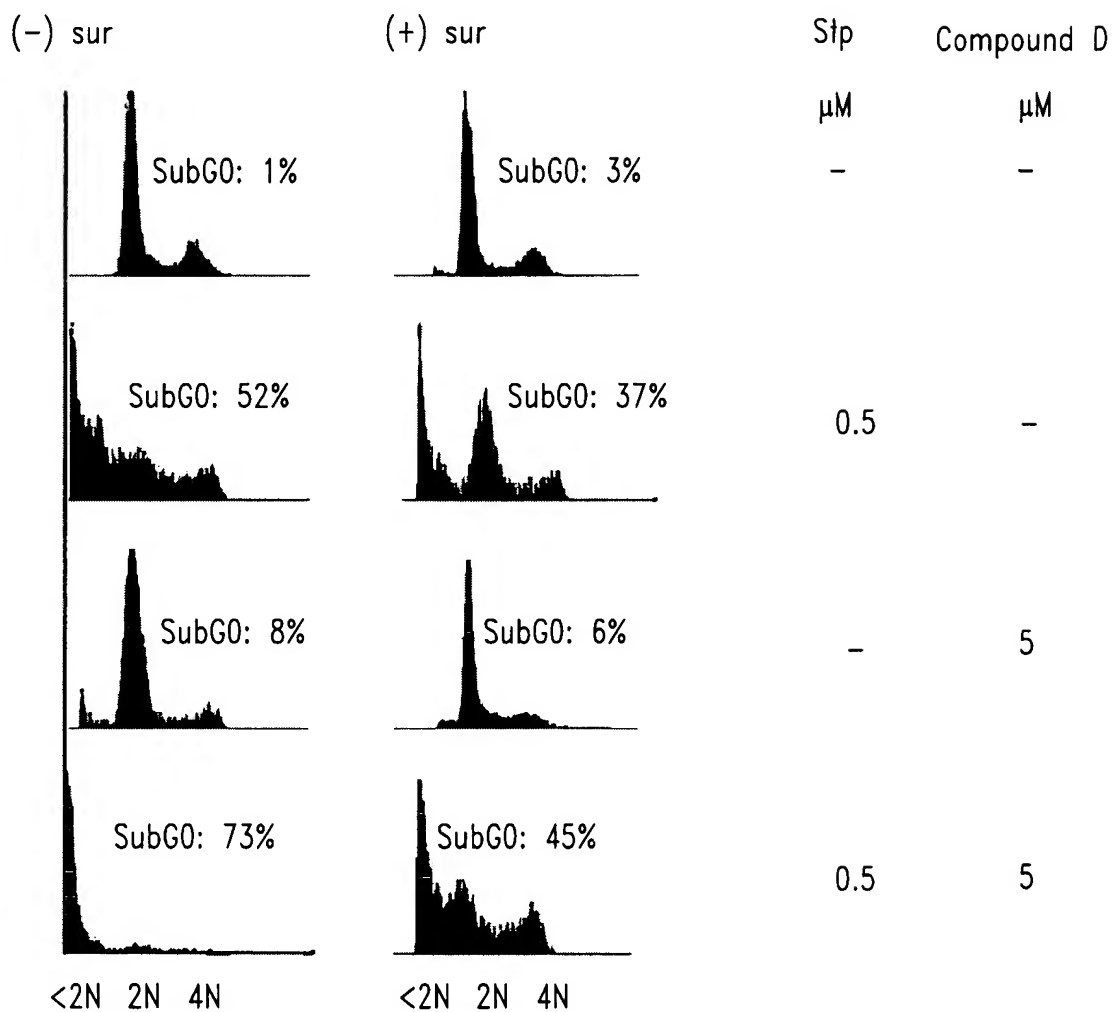 (-) sur (+) sur Stp Compound D
μM μM
SubG0: 1% SubG0: 3% - -
SubG0: 52% SubG0: 37% 0.5 -
SubG0: 8% SubG0: 6% - 5
SubG0: 73% SubG0: 45% 0.5 5
<2N 2N 4N <2N 2N 4N